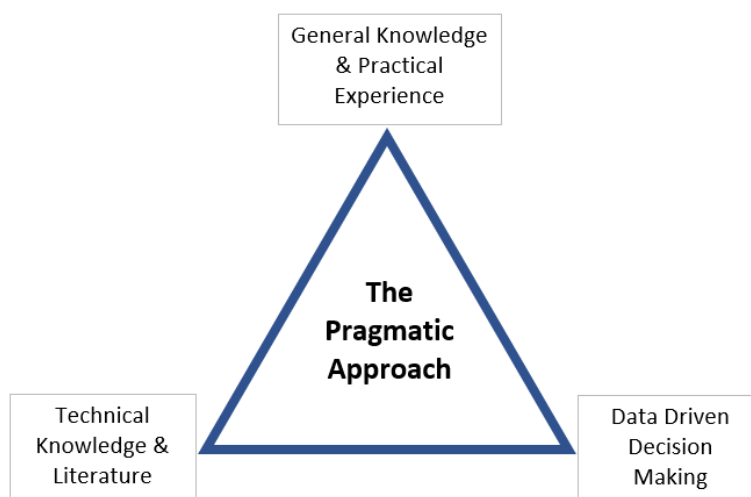 General Knowledge
& Practical
Experience
The
Pragmatic
Approach
Technical
Knowledge &
Literature
Data Driven
Decision
Making